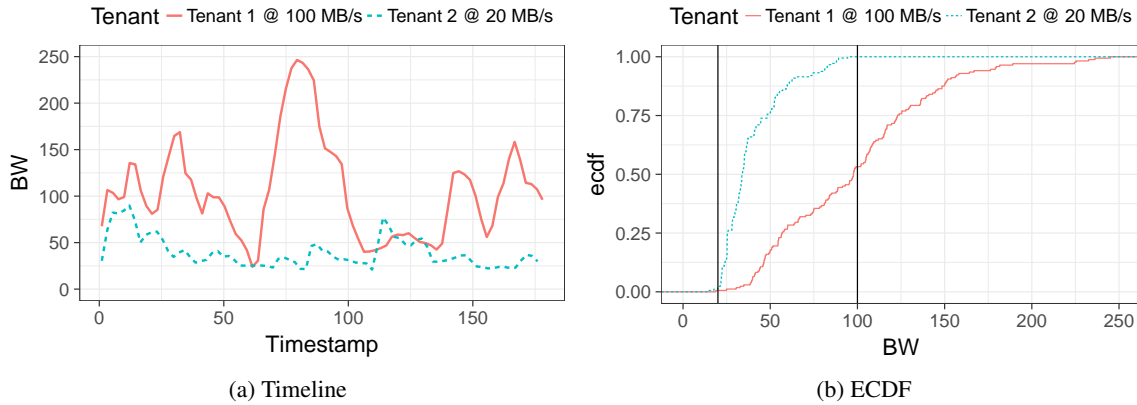 Tenant Tenant 1 @ 100 MB/s Tenant 2 @ 20 MB/s
250
200
150
100
50
0
BW
0 50 100 150
Timestamp
(a) Timeline
Tenant Tenant 1 @ 100 MB/s Tenant 2 @ 20 MB/s
1.00
0.75
0.50
0.25
0.00
ecdf
0 50 100 150 200 250
BW
(b) ECDF